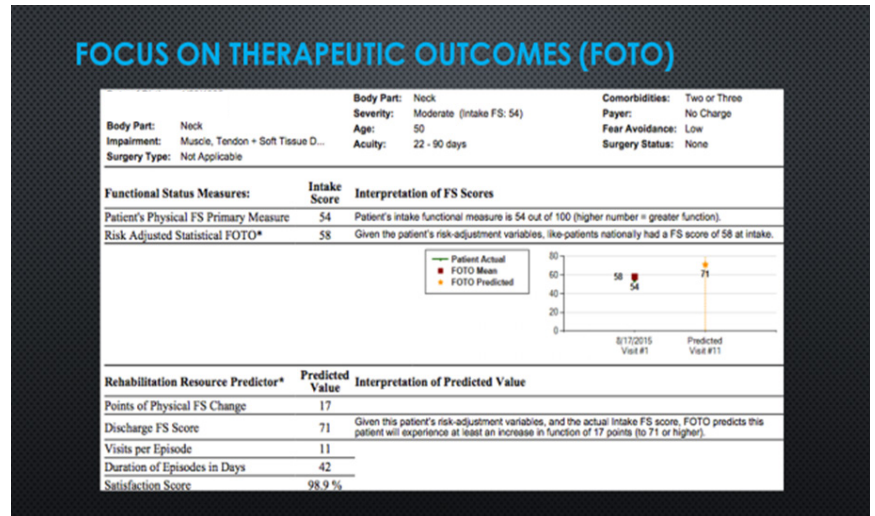 FOCUS ON THERAPEUTIC OUTCOMES (FOTO)
Body Part: Neck
Impairment: Muscle, Tendon + Soft Tissue D...
Surgery Type: Not Applicable
Body Part: Neck
Severity: Moderate (Intake FS: 54)
Age: 50
Acuity: 22 - 90 days
Comorbidities: Two or Three
Payer: No Charge
Fear Avoidance: Low
Surgery Status: None
Functional Status Measures: Intake Score Interpretation of FS Scores
Patient's Physical FS Primary Measure 54 Patient's intake functional measure is 54 out of 100 (higher number = greater function).
Risk Adjusted Statistical FOTO* 58 Given the patient's risk-adjustment variables, like-patients nationally had a FS score of 58 at intake.
Patient Actual
FOTO Mean
FOTO Predicted
80
60
40
20
0
58
54
71
8/17/2015
Visit #1
Predicted
Visit #11
Rehabilitation Resource Predictor* Predicted Value Interpretation of Predicted Value
Points of Physical FS Change 17
Discharge FS Score 71 Given this patient's risk-adjustment variables, and the actual Intake FS score, FOTO predicts this
patient will experience at least an increase in function of 17 points (to 71 or higher).
Visits per Episode 11
Duration of Episodes in Days 42
Satisfaction Score 98.9 %